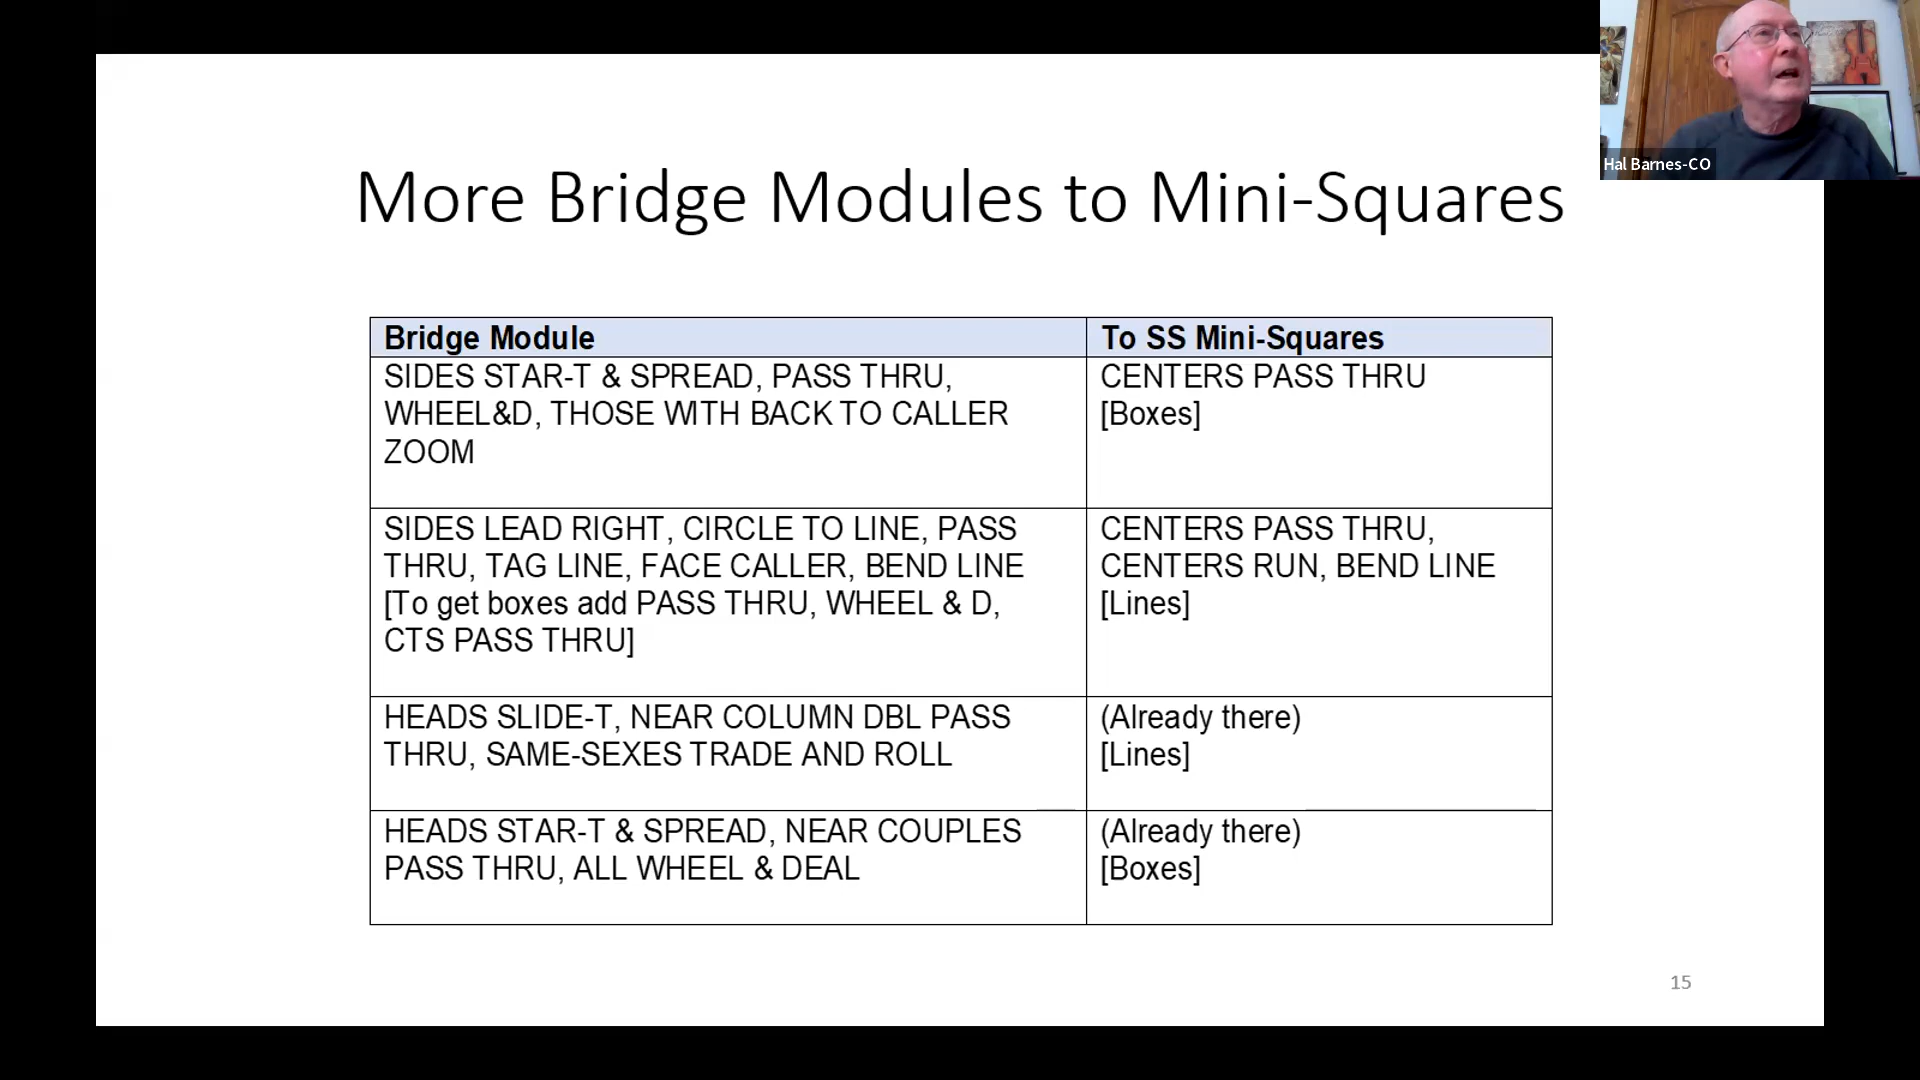 Hal Barnes-CO
More Bridge Modules to Mini-Squares
Bridge Module
To SS Mini-Squares
SIDES STAR-T & SPREAD, PASS THRU,
WHEEL&D, THOSE WITH BACK TO CALLER
ZOOM
CENTERS PASS THRU
[Boxes]
SIDES LEAD RIGHT, CIRCLE TO LINE, PASS
THRU, TAG LINE, FACE CALLER, BEND LINE
[To get boxes add PASS THRU, WHEEL & D,
CTS PASS THRU]
CENTERS PASS THRU,
CENTERS RUN, BEND LINE
[Lines]
HEADS SLIDE-T, NEAR COLUMN DBL PASS
THRU, SAME-SEXES TRADE AND ROLL
(Already there)
[Lines]
HEADS STAR-T & SPREAD, NEAR COUPLES
PASS THRU, ALL WHEEL & DEAL
(Already there)
[Boxes]
15